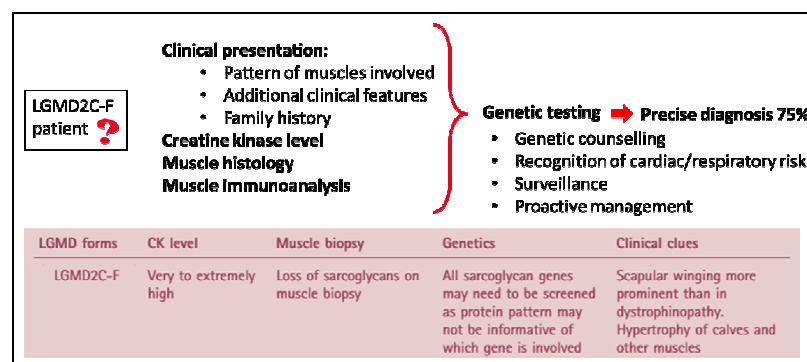 Clinical presentation:
• Pattern of muscles involved
• Additional clinical features
• Family history
Creatine kinase level
Muscle histology
Muscle immunoanalysis
LGMD2C-F
patient ?
Genetic testing ➡ Precise diagnosis 75%
• Genetic counselling
• Recognition of cardiac/respiratory risk
• Surveillance
• Proactive management
LGMD forms CK level Muscle biopsy Genetics Clinical clues
LGMD2C-F Very to extremely Loss of sarcoglycans on All sarcoglycan genes Scapular winging more
high muscle biopsy may need to be screened prominent than in
as protein pattern may dystrophinopathy.
not be informative of Hypertrophy of calves and
which gene is involved other muscles